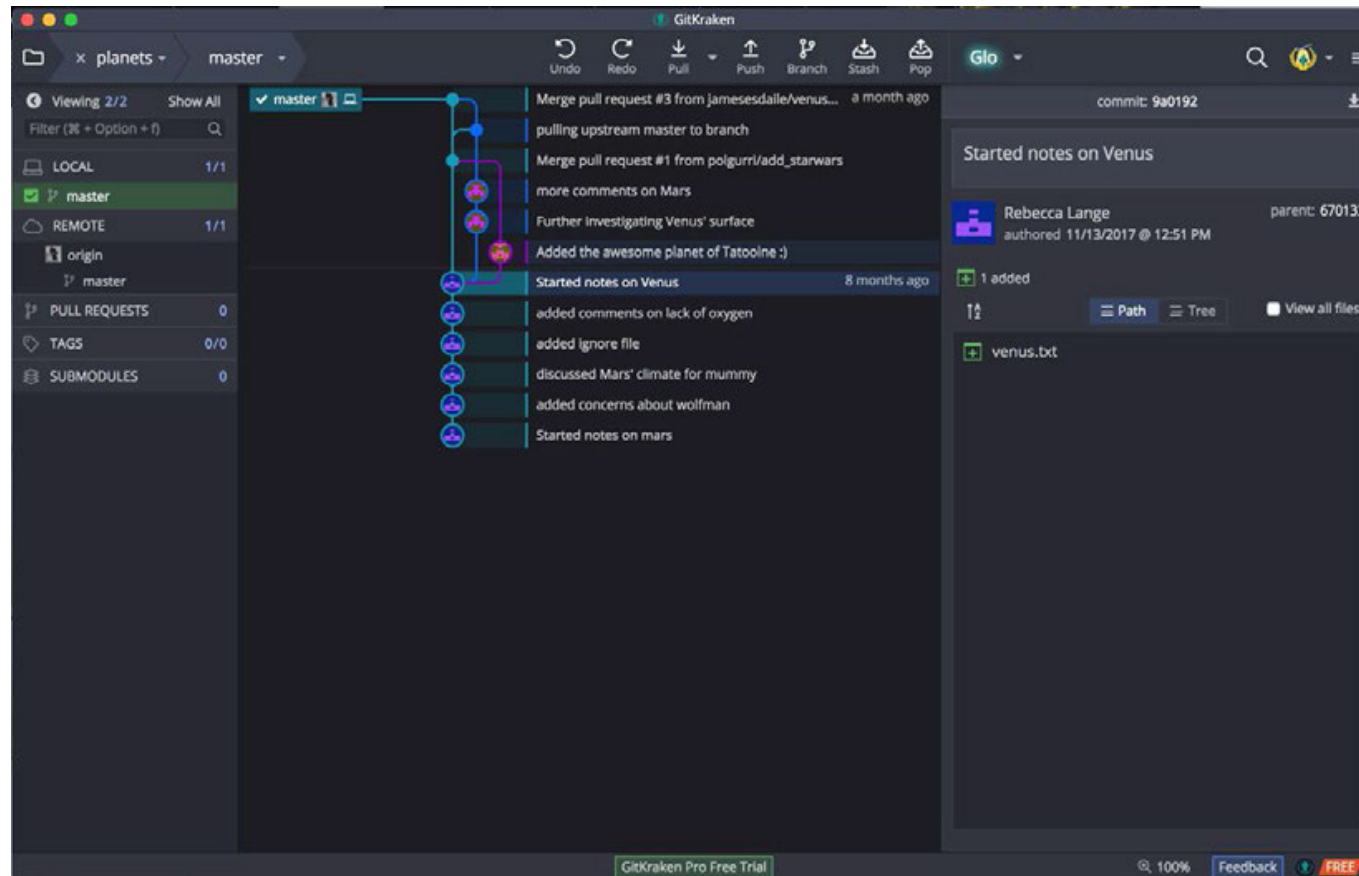 GitKraken
× planets
master
Undo
Redo
Pull
Push
Branch
Stash
Pop
Glo
Viewing 2/2 Show All
Filter (⌘ + Option + f)
LOCAL 1/1
master
REMOTE 1/1
origin
master
PULL REQUESTS 0
TAGS 0/0
SUBMODULES 0
master
Merge pull request #3 from jamesesdaile/venus... a month ago
pulling upstream master to branch
Merge pull request #1 from polgurri/add_starwars
more comments on Mars
Further investigating Venus' surface
Added the awesome planet of Tatooine :)
Started notes on Venus 8 months ago
added comments on lack of oxygen
added ignore file
discussed Mars' climate for mummy
added concerns about wolfman
Started notes on mars
commit: 9a0192
Started notes on Venus
Rebecca Lange parent: 67013
authored 11/13/2017 @ 12:51 PM
1 added
Path
Tree
View all files
venus.txt
GitKraken Pro Free Trial
100%
Feedback
FREE